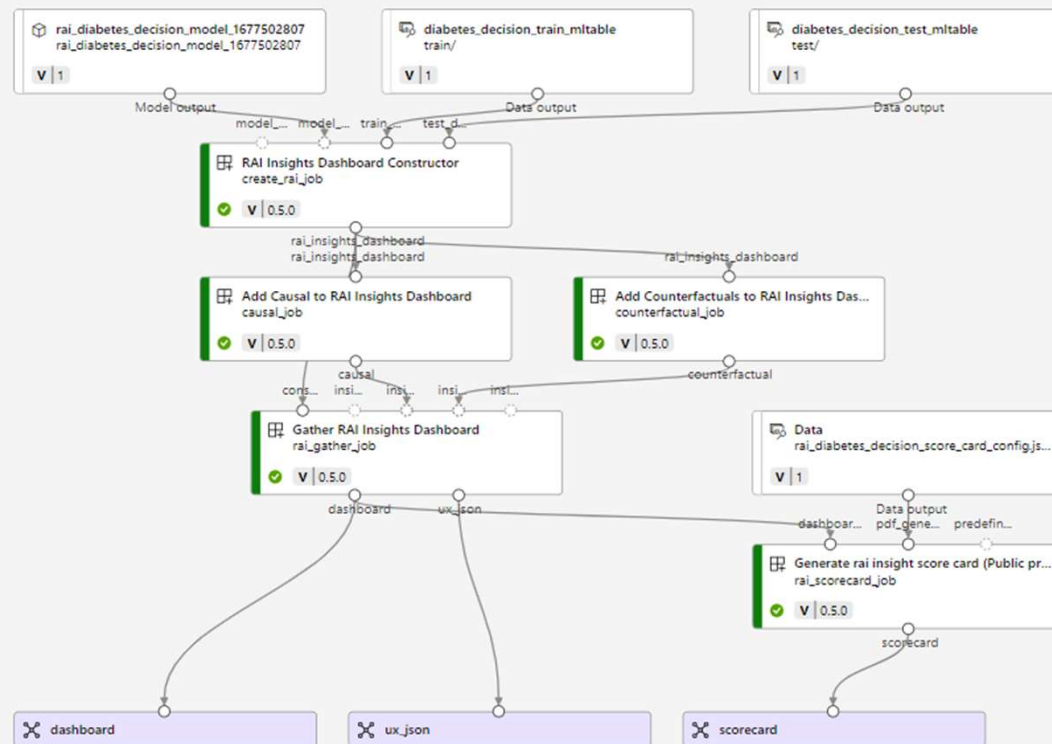 rai_diabetes_decision_model_1677502807
rai_diabetes_decision_model_1677502807
V 1
diabetes_decision_train_mltable
train/
V 1
diabetes_decision_test_mltable
test/
V 1
Model output
Data output
Data output
model_... model_... train_... test_d...
RAI Insights Dashboard Constructor
create_rai_job
V 0.5.0
rai_insights_dashboard
rai_insights_dashboard
rai_insights_dashboard
Add Causal to RAI Insights Dashboard
causal_job
V 0.5.0
Add Counterfactuals to RAI Insights Das...
counterfactual_job
V 0.5.0
causal
counterfactual
cons... insi... insi... insi... insi...
Gather RAI Insights Dashboard
rai_gather_job
V 0.5.0
Data
rai_diabetes_decision_score_card_config.js...
V 1
dashboard
ux_json
Data output
dashboar... pdf_gene... predefin...
Generate rai insight score card (Public pr...
rai_scorecard_job
V 0.5.0
scorecard
dashboard
ux_json
scorecard